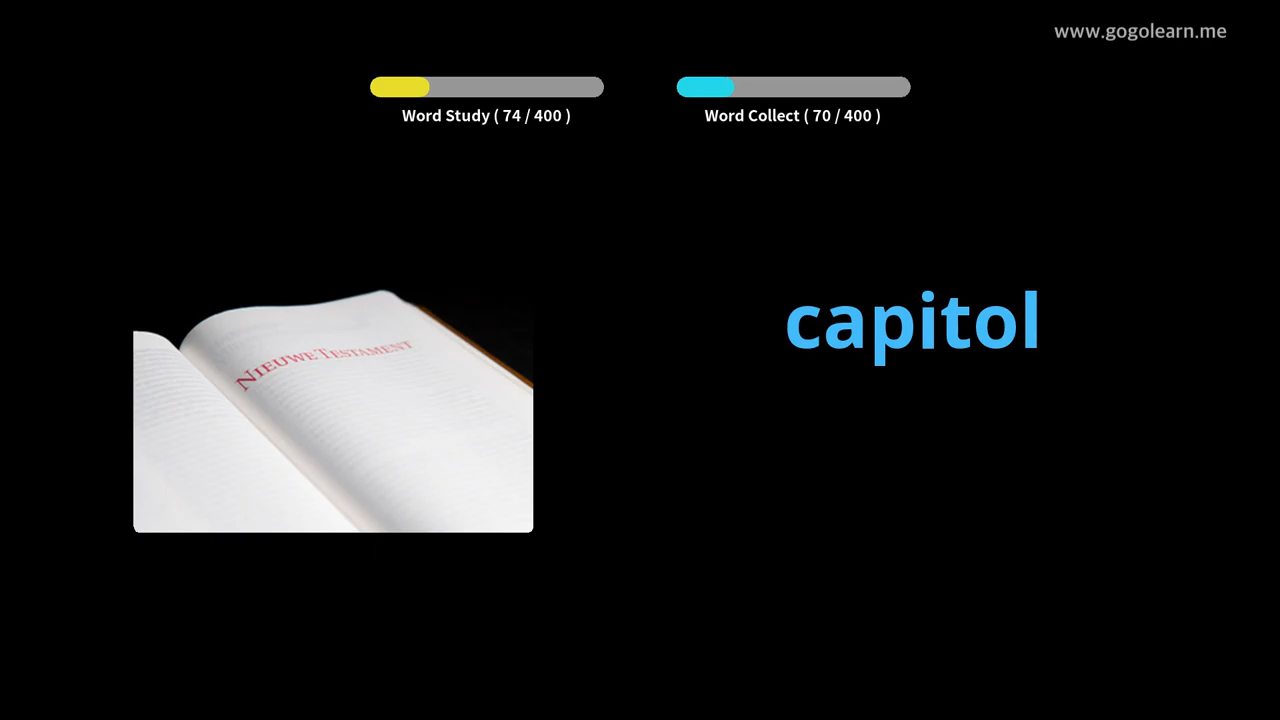 www.gogolearn.me
Word Study ( 74 / 400 )
Word Collect ( 70 / 400 )
NIEUWE TESTAMENT
capitol